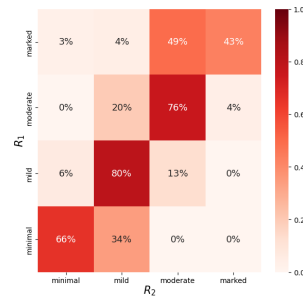 1.0
marked 3% 4% 49% 43%
0.8
moderate 0% 20% 76% 4%
0.6
R1
0.4
mild 6% 80% 13% 0%
0.2
minimal 66% 34% 0% 0%
0.0
minimal mild moderate marked
R2